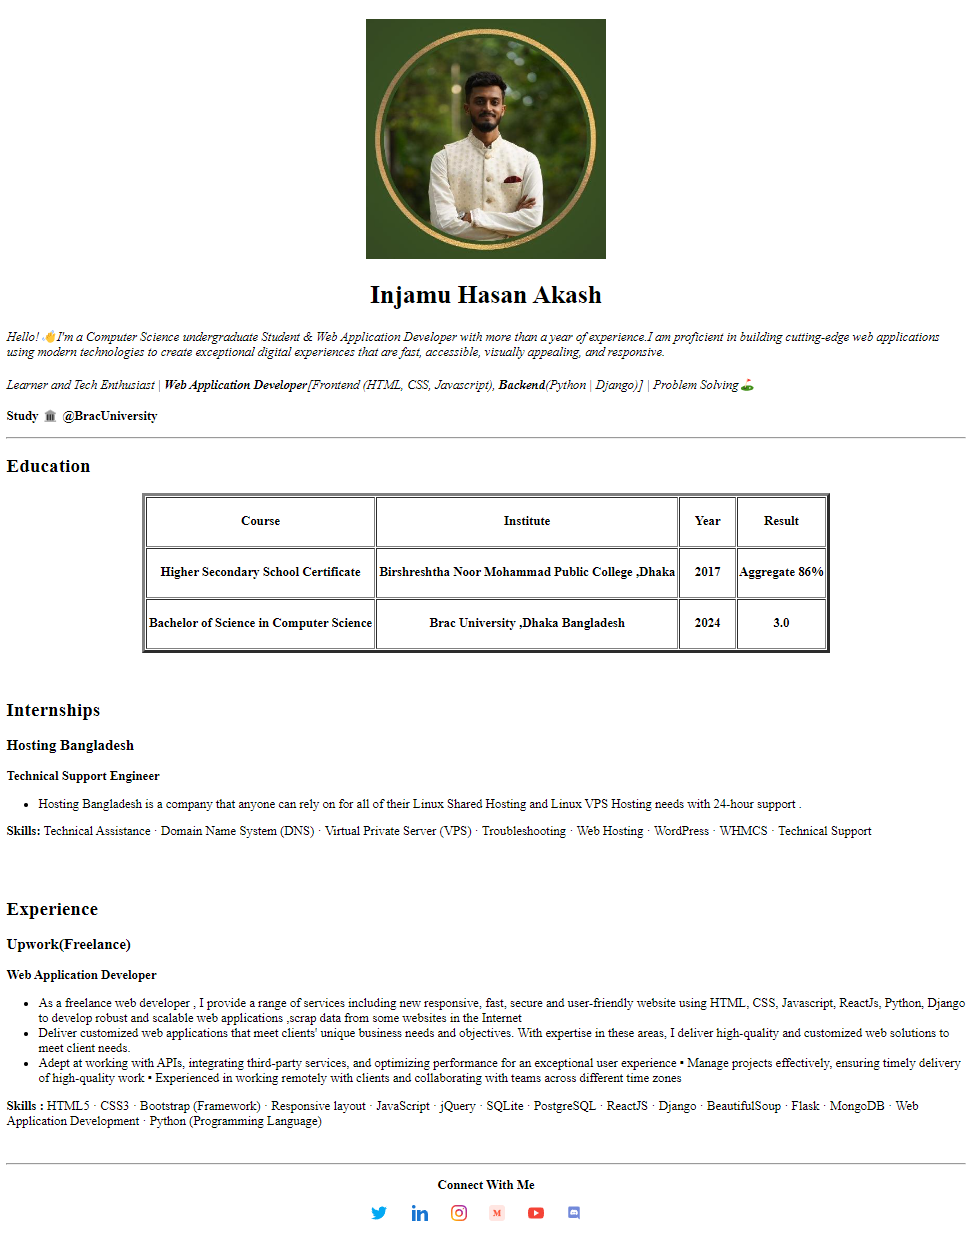 Injamu Hasan Akash
Hello! 👋I'm a Computer Science undergraduate Student & Web Application Developer with more than a year of experience.I am proficient in building cutting-edge web applications
using modern technologies to create exceptional digital experiences that are fast, accessible, visually appealing, and responsive.
Learner and Tech Enthusiast | Web Application Developer[Frontend (HTML, CSS, Javascript), Backend(Python | Django)] | Problem Solving⛳
Study 🏛️ @BracUniversity
Education
Course Institute Year Result
Higher Secondary School Certificate Birshreshtha Noor Mohammad Public College ,Dhaka 2017 Aggregate 86%
Bachelor of Science in Computer Science Brac University ,Dhaka Bangladesh 2024 3.0
Internships
Hosting Bangladesh
Technical Support Engineer
• Hosting Bangladesh is a company that anyone can rely on for all of their Linux Shared Hosting and Linux VPS Hosting needs with 24-hour support .
Skills: Technical Assistance · Domain Name System (DNS) · Virtual Private Server (VPS) · Troubleshooting · Web Hosting · WordPress · WHMCS · Technical Support
Experience
Upwork(Freelance)
Web Application Developer
• As a freelance web developer , I provide a range of services including new responsive, fast, secure and user-friendly website using HTML, CSS, Javascript, ReactJs, Python, Django
to develop robust and scalable web applications ,scrap data from some websites in the Internet
• Deliver customized web applications that meet clients' unique business needs and objectives. With expertise in these areas, I deliver high-quality and customized web solutions to
meet client needs.
• Adept at working with APIs, integrating third-party services, and optimizing performance for an exceptional user experience • Manage projects effectively, ensuring timely delivery
of high-quality work • Experienced in working remotely with clients and collaborating with teams across different time zones
Skills : HTML5 · CSS3 · Bootstrap (Framework) · Responsive layout · JavaScript · jQuery · SQLite · PostgreSQL · ReactJS · Django · BeautifulSoup · Flask · MongoDB · Web
Application Development · Python (Programming Language)
Connect With Me
in M